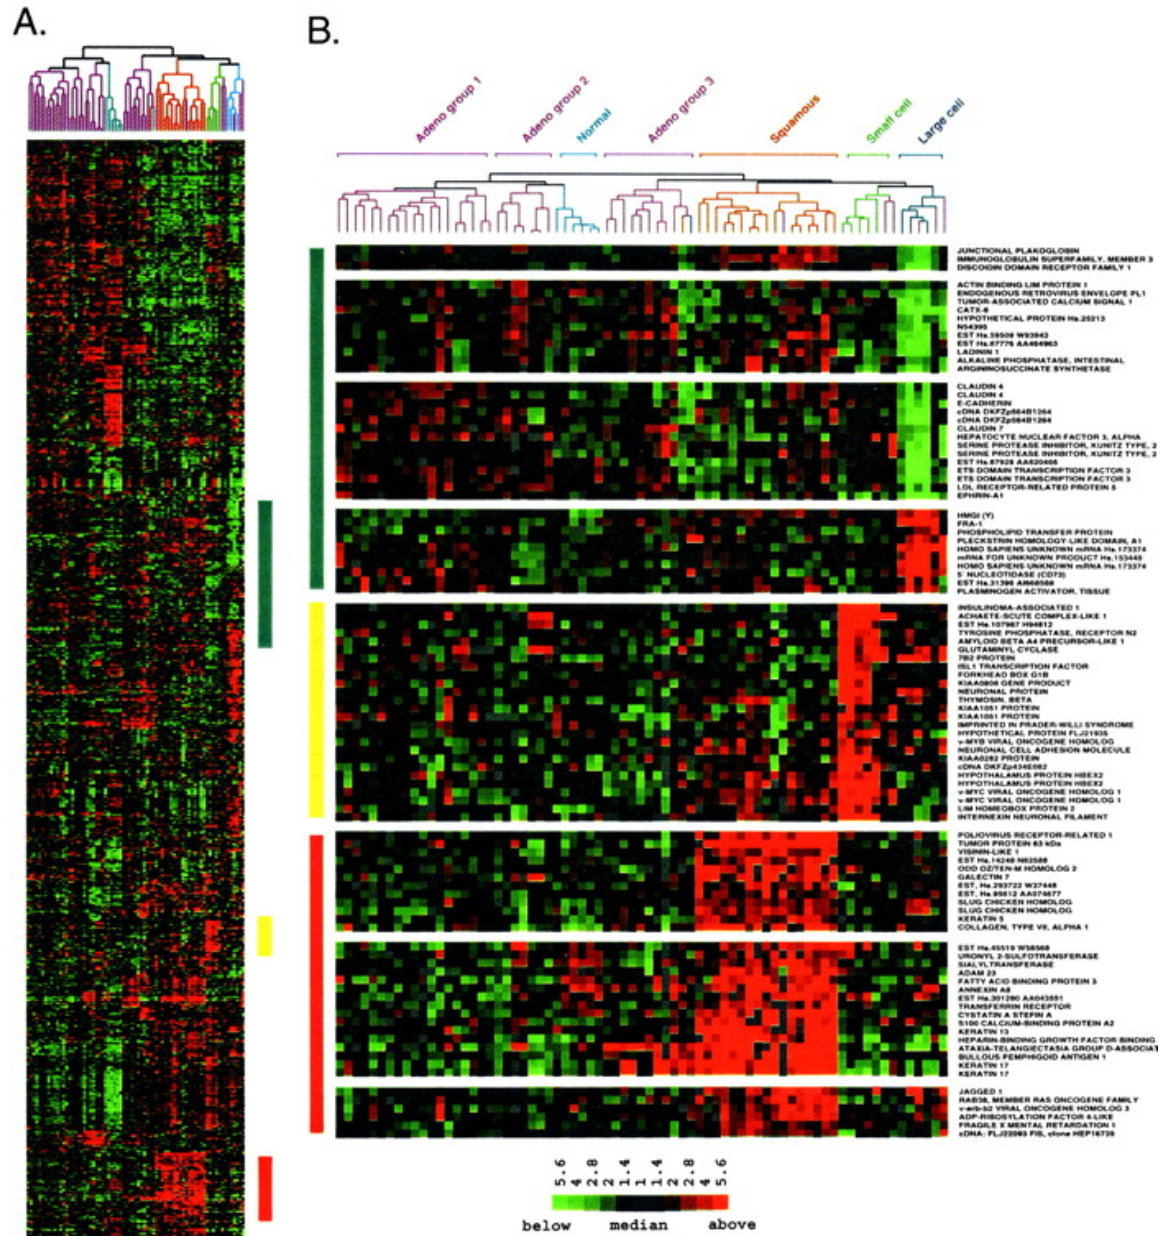 A.
B.
Adeno group 1
Adeno group 2
Normal
Adeno group 3
Squamous
Small cell
Large cell
JUNCTIONAL PLAKOGLOBIN
IMMUNOGLOBULIN SUPERFAMILY, MEMBER 3
DISCOIDIN DOMAIN RECEPTOR FAMILY 1
ACTIN BINDING LIM PROTEIN 1
ENDOGENOUS RETROVIRUS ENVELOPE PL1
TUMOR-ASSOCIATED CALCIUM SIGNAL 1
CATX-8
HYPOTHETICAL PROTEIN Hs.25213
N54395
EST Hs.59509 W93943
EST Hs.67776 AA464963
LADININ 1
ALKALINE PHOSPHATASE, INTESTINAL
ARGININOSUCCINATE SYNTHETASE
CLAUDIN 4
CLAUDIN 4
E-CADHERIN
cDNA DKFZp564B1264
cDNA DKFZp564B1264
CLAUDIN 7
HEPATOCYTE NUCLEAR FACTOR 3, ALPHA
SERINE PROTEASE INHIBITOR, KUNITZ TYPE, 2
SERINE PROTEASE INHIBITOR, KUNITZ TYPE, 2
EST Hs.87928 AA620466
ETS DOMAIN TRANSCRIPTION FACTOR 3
ETS DOMAIN TRANSCRIPTION FACTOR 3
LDL RECEPTOR-RELATED PROTEIN 5
EPHRIN-A1
HMGI (Y)
FRA-1
PHOSPHOLIPID TRANSFER PROTEIN
PLECKSTRIN HOMOLOGY-LIKE DOMAIN, A1
HOMO SAPIENS UNKNOWN mRNA Hs.173374
mRNA FOR UNKNOWN PRODUCT Hs.153446
HOMO SAPIENS UNKNOWN mRNA Hs.173374
5' NUCLEOTIDASE (CD73)
EST Hs.31396 AI668588
PLASMINOGEN ACTIVATOR, TISSUE
INSULINOMA-ASSOCIATED 1
ACHAETE-SCUTE COMPLEX-LIKE 1
EST Hs.107987 H94812
TYROSINE PHOSPHATASE, RECEPTOR N2
AMYLOID BETA A4 PRECURSOR-LIKE 1
GLUTAMINYL CYCLASE
7B2 PROTEIN
ISL1 TRANSCRIPTION FACTOR
FORKHEAD BOX G1B
KIAA0808 GENE PRODUCT
NEURONAL PROTEIN
THYMOSIN, BETA
KIAA1051 PROTEIN
KIAA1051 PROTEIN
IMPRINTED IN PRADER-WILLI SYNDROME
HYPOTHETICAL PROTEIN FLJ21935
v-MYB VIRAL ONCOGENE HOMOLOG
NEURONAL CELL ADHESION MOLECULE
KIAA0282 PROTEIN
cDNA DKFZp434E082
HYPOTHALAMUS PROTEIN HBEX2
HYPOTHALAMUS PROTEIN HBEX2
v-MYC VIRAL ONCOGENE HOMOLOG 1
v-MYC VIRAL ONCOGENE HOMOLOG 1
LIM HOMEOBOX PROTEIN 2
INTERNEXIN NEURONAL FILAMENT
POLIOVIRUS RECEPTOR-RELATED 1
TUMOR PROTEIN 63 kDa
VISININ-LIKE 1
EST Hs.14248 N62588
ODD OZ/TEN-M HOMOLOG 2
GALECTIN 7
EST, Hs.293722 W37448
EST, Hs.95612 AA074677
SLUG CHICKEN HOMOLOG
SLUG CHICKEN HOMOLOG
KERATIN 5
COLLAGEN, TYPE VII, ALPHA 1
EST Hs.45519 W58568
URONYL 2-SULFOTRANSFERASE
SIALYLTRANSFERASE
ADAM 23
FATTY ACID BINDING PROTEIN 3
ANNEXIN A8
EST Hs.301280 AA043551
TRANSFERRIN RECEPTOR
CYSTATIN A STEFIN A
S100 CALCIUM-BINDING PROTEIN A2
KERATIN 13
HEPARIN-BINDING GROWTH FACTOR BINDING
ATAXIA-TELANGIECTASIA GROUP D-ASSOCIAT
BULLOUS PEMPHIGOID ANTIGEN 1
KERATIN 17
KERATIN 17
JAGGED 1
RAB38, MEMBER RAS ONCOGENE FAMILY
v-erb-b2 VIRAL ONCOGENE HOMOLOG 3
ADP-RIBOSYLATION FACTOR 4-LIKE
FRAGILE X MENTAL RETARDATION 1
cDNA: FLJ22093 FIS, clone HEP16735
5.6
4
2.8
2
1.4
1.4
2
2.8
4
5.6
below median above